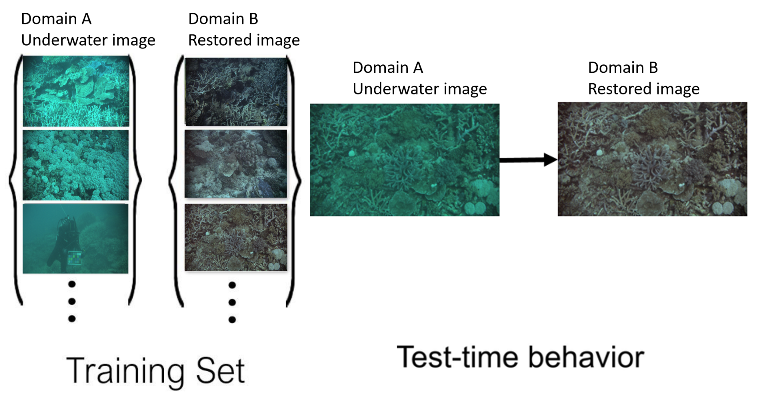 Domain A
Underwater image
Domain B
Restored image
Domain A
Underwater image
Domain B
Restored image
Training Set
Test-time behavior